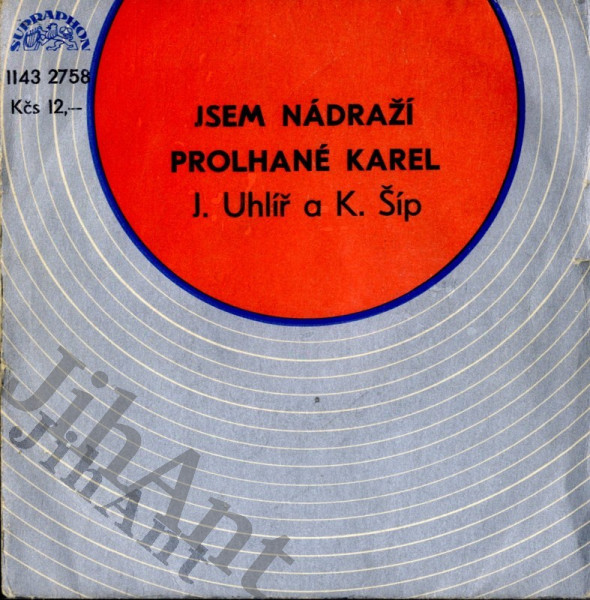 SUPRAPHON
1143 2758
Kčs 12,—
JSEM NÁDRAŽÍ
PROLHANÉ KAREL
J. Uhlíř a K. Šíp
JihAnt
JihAnt